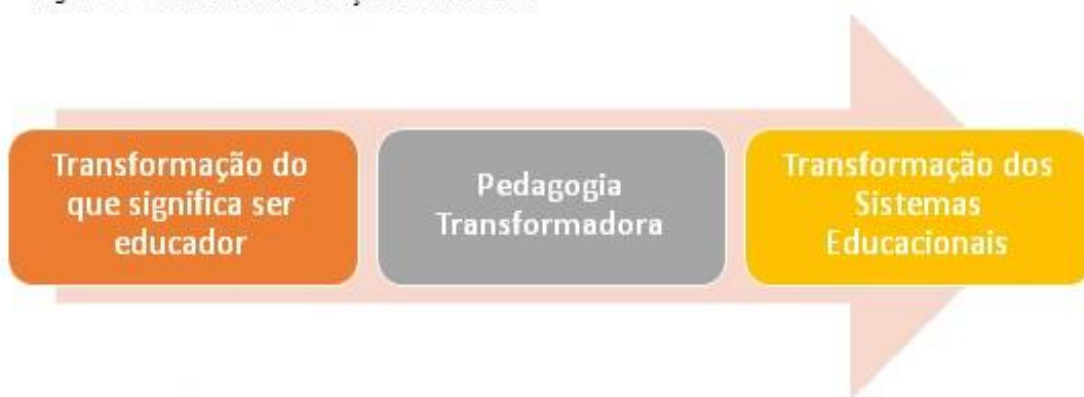 Transformação do
que significa ser
educador
Pedagogia
Transformadora
Transformação dos
Sistemas
Educacionais